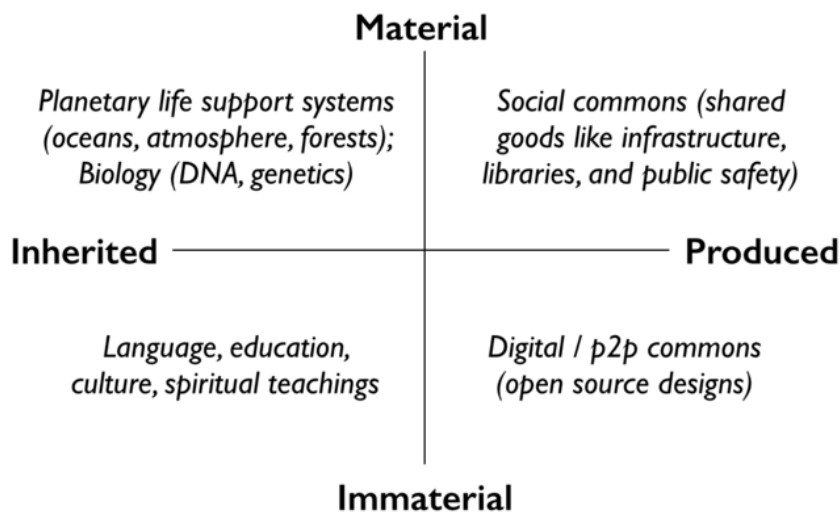 Material
Planetary life support systems
(oceans, atmosphere, forests);
Biology (DNA, genetics)
Social commons (shared
goods like infrastructure,
libraries, and public safety)
Inherited
Produced
Language, education,
culture, spiritual teachings
Digital / p2p commons
(open source designs)
Immaterial